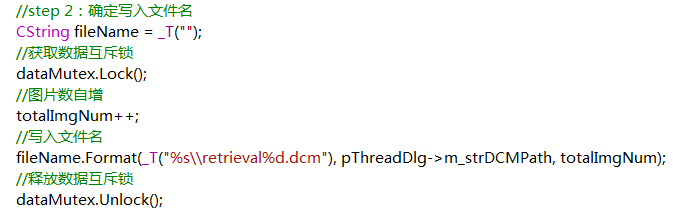 //step 2：确定写入文件名
CString fileName = _T("");
//获取数据互斥锁
dataMutex.Lock();
//图片数自增
totalImgNum++;
//写入文件名
fileName.Format(_T("%s\\retrieval%d.dcm"), pThreadDlg->m_strDCMPath, totalImgNum);
//释放数据互斥锁
dataMutex.Unlock();